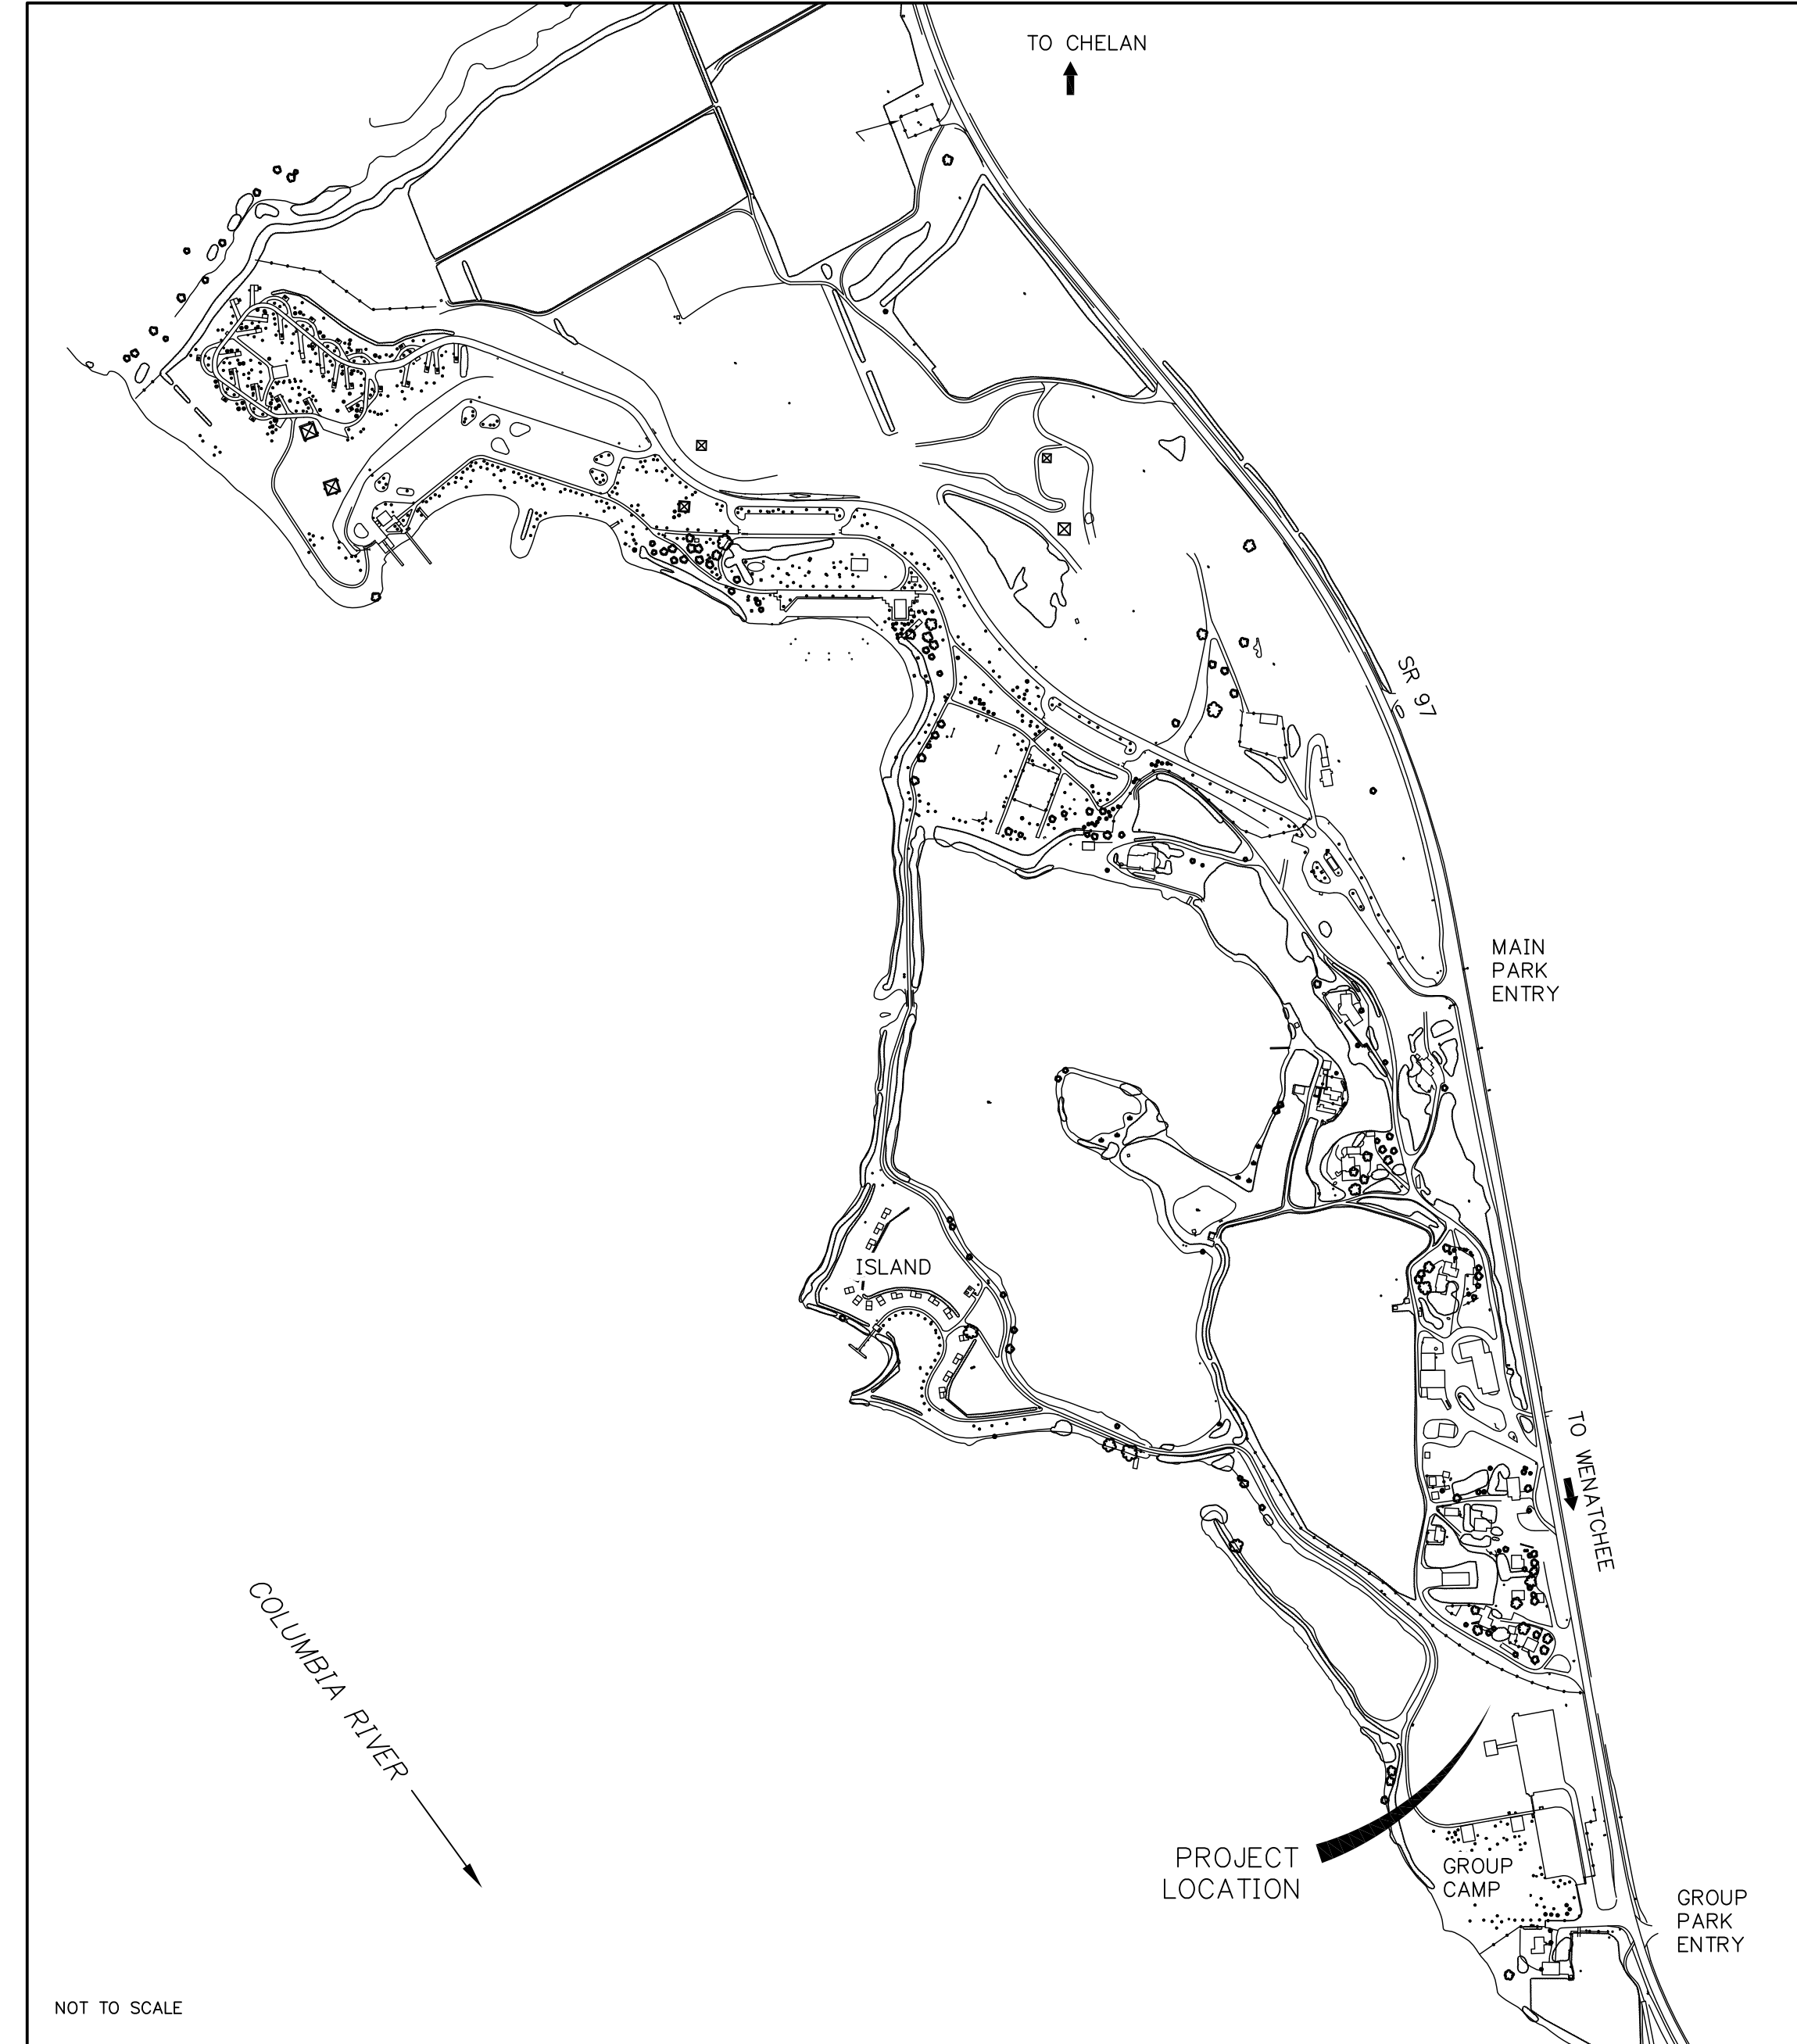 TO CHELAN
SR 97
MAIN
PARK
ENTRY
ISLAND
TO WENATCHEE
COLUMBIA RIVER
PROJECT
LOCATION
GROUP
CAMP
GROUP
PARK
ENTRY
NOT TO SCALE